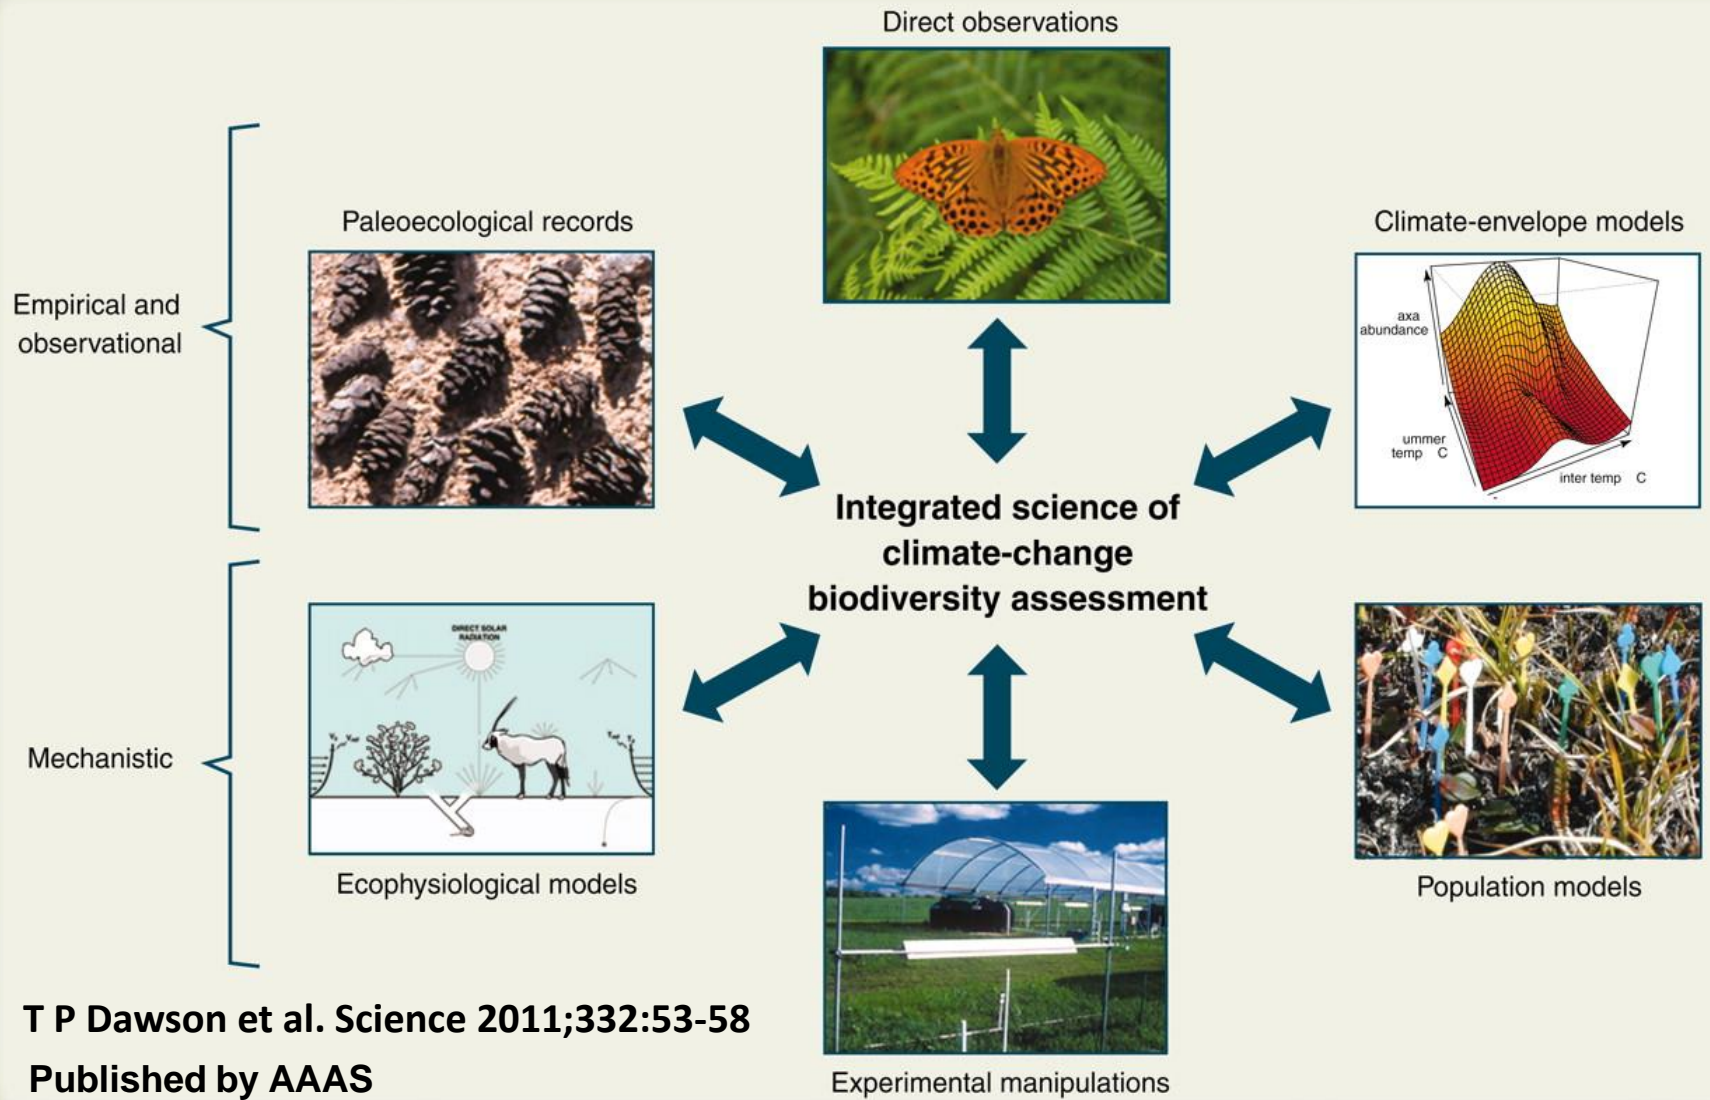 Direct observations
Paleoecological records
Climate-envelope models
Empirical and
observational
axa
abundance
ummer
temp C
inter temp C
Integrated science of
climate-change
biodiversity assessment
DIRECT SOLAR
RADIATION
Mechanistic
Ecophysiological models
Population models
T P Dawson et al. Science 2011;332:53-58
Published by AAAS
Experimental manipulations